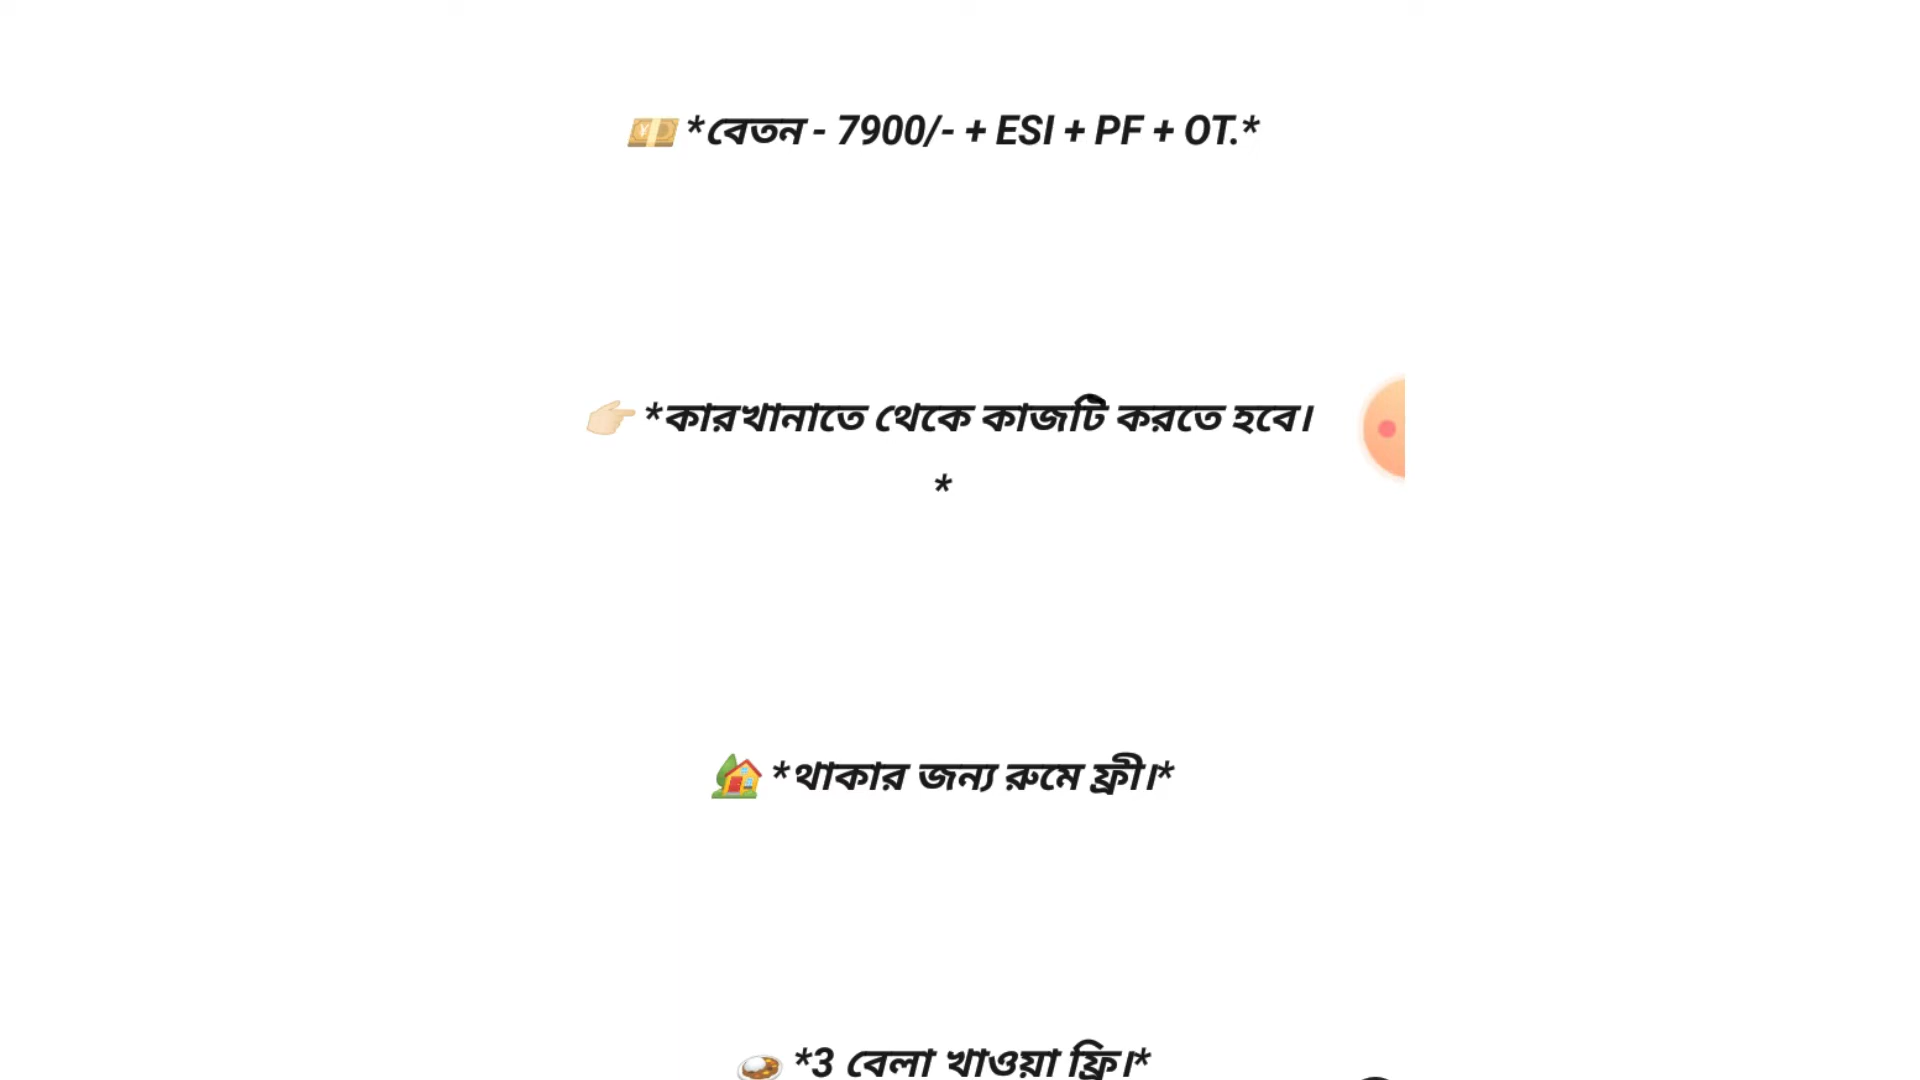 💴 *বেতন - 7900/- + ESI + PF + OT.*
👉🏻 *কারখানাতে থেকে কাজটি করতে হবে।
*
🏡 *থাকার জন্য রুমে ফ্রী।*
🍛 *3 বেলা খাওয়া ফ্রি।*